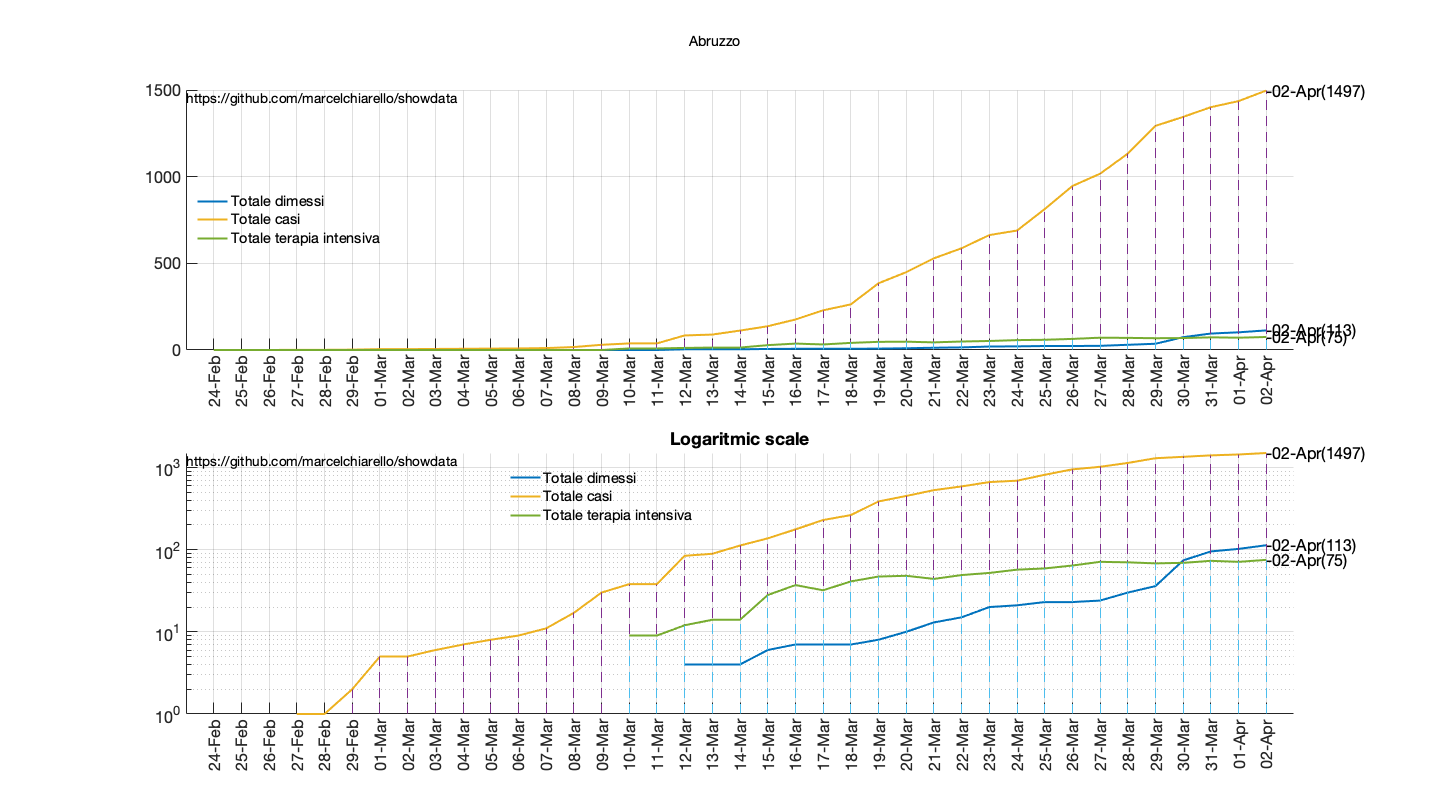 Abruzzo
1500
https://github.com/marcelchiarello/showdata
-02-Apr(1497)
1000
Totale dimessi
Totale casi
Totale terapia intensiva
500
-02-Apr(113)
-02-Apr(75)
0
24-Feb
25-Feb
26-Feb
27-Feb
28-Feb
29-Feb
01-Mar
02-Mar
03-Mar
04-Mar
05-Mar
06-Mar
07-Mar
08-Mar
09-Mar
10-Mar
11-Mar
12-Mar
13-Mar
14-Mar
15-Mar
16-Mar
17-Mar
18-Mar
19-Mar
20-Mar
21-Mar
22-Mar
23-Mar
24-Mar
25-Mar
26-Mar
27-Mar
28-Mar
29-Mar
30-Mar
31-Mar
01-Apr
02-Apr
Logaritmic scale
10³
https://github.com/marcelchiarello/showdata
-02-Apr(1497)
Totale dimessi
Totale casi
Totale terapia intensiva
10²
-02-Apr(113)
-02-Apr(75)
10¹
10⁰
24-Feb
25-Feb
26-Feb
27-Feb
28-Feb
29-Feb
01-Mar
02-Mar
03-Mar
04-Mar
05-Mar
06-Mar
07-Mar
08-Mar
09-Mar
10-Mar
11-Mar
12-Mar
13-Mar
14-Mar
15-Mar
16-Mar
17-Mar
18-Mar
19-Mar
20-Mar
21-Mar
22-Mar
23-Mar
24-Mar
25-Mar
26-Mar
27-Mar
28-Mar
29-Mar
30-Mar
31-Mar
01-Apr
02-Apr